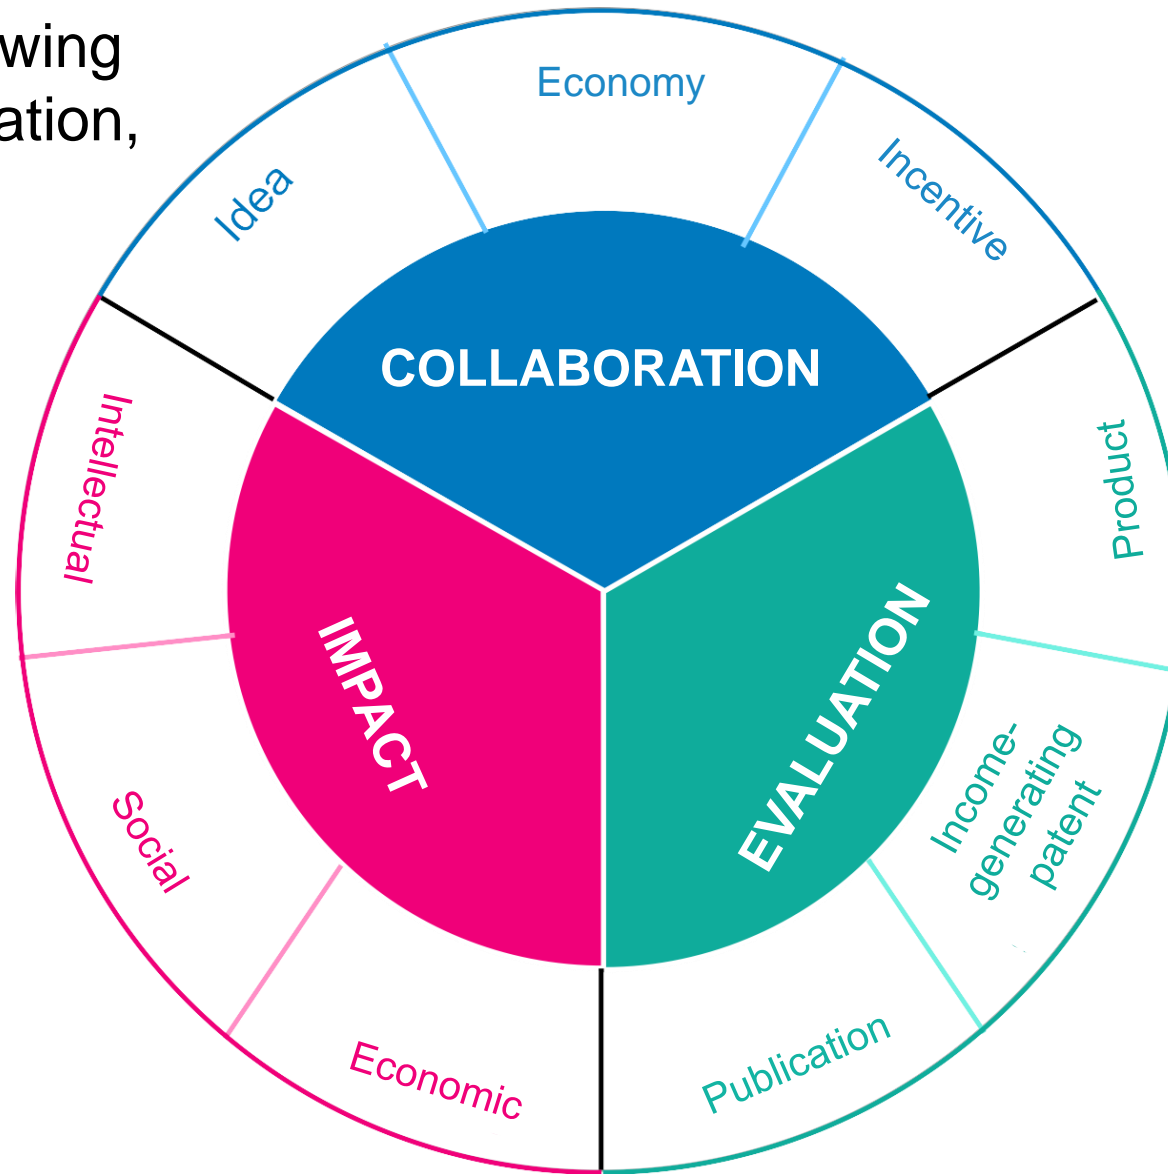 wing
ation,
Economy
Idea
Incentive
COLLABORATION
Intellectual
Product
IMPACT
EVALUATION
Social
Income-
generating
patent
Economic
Publication